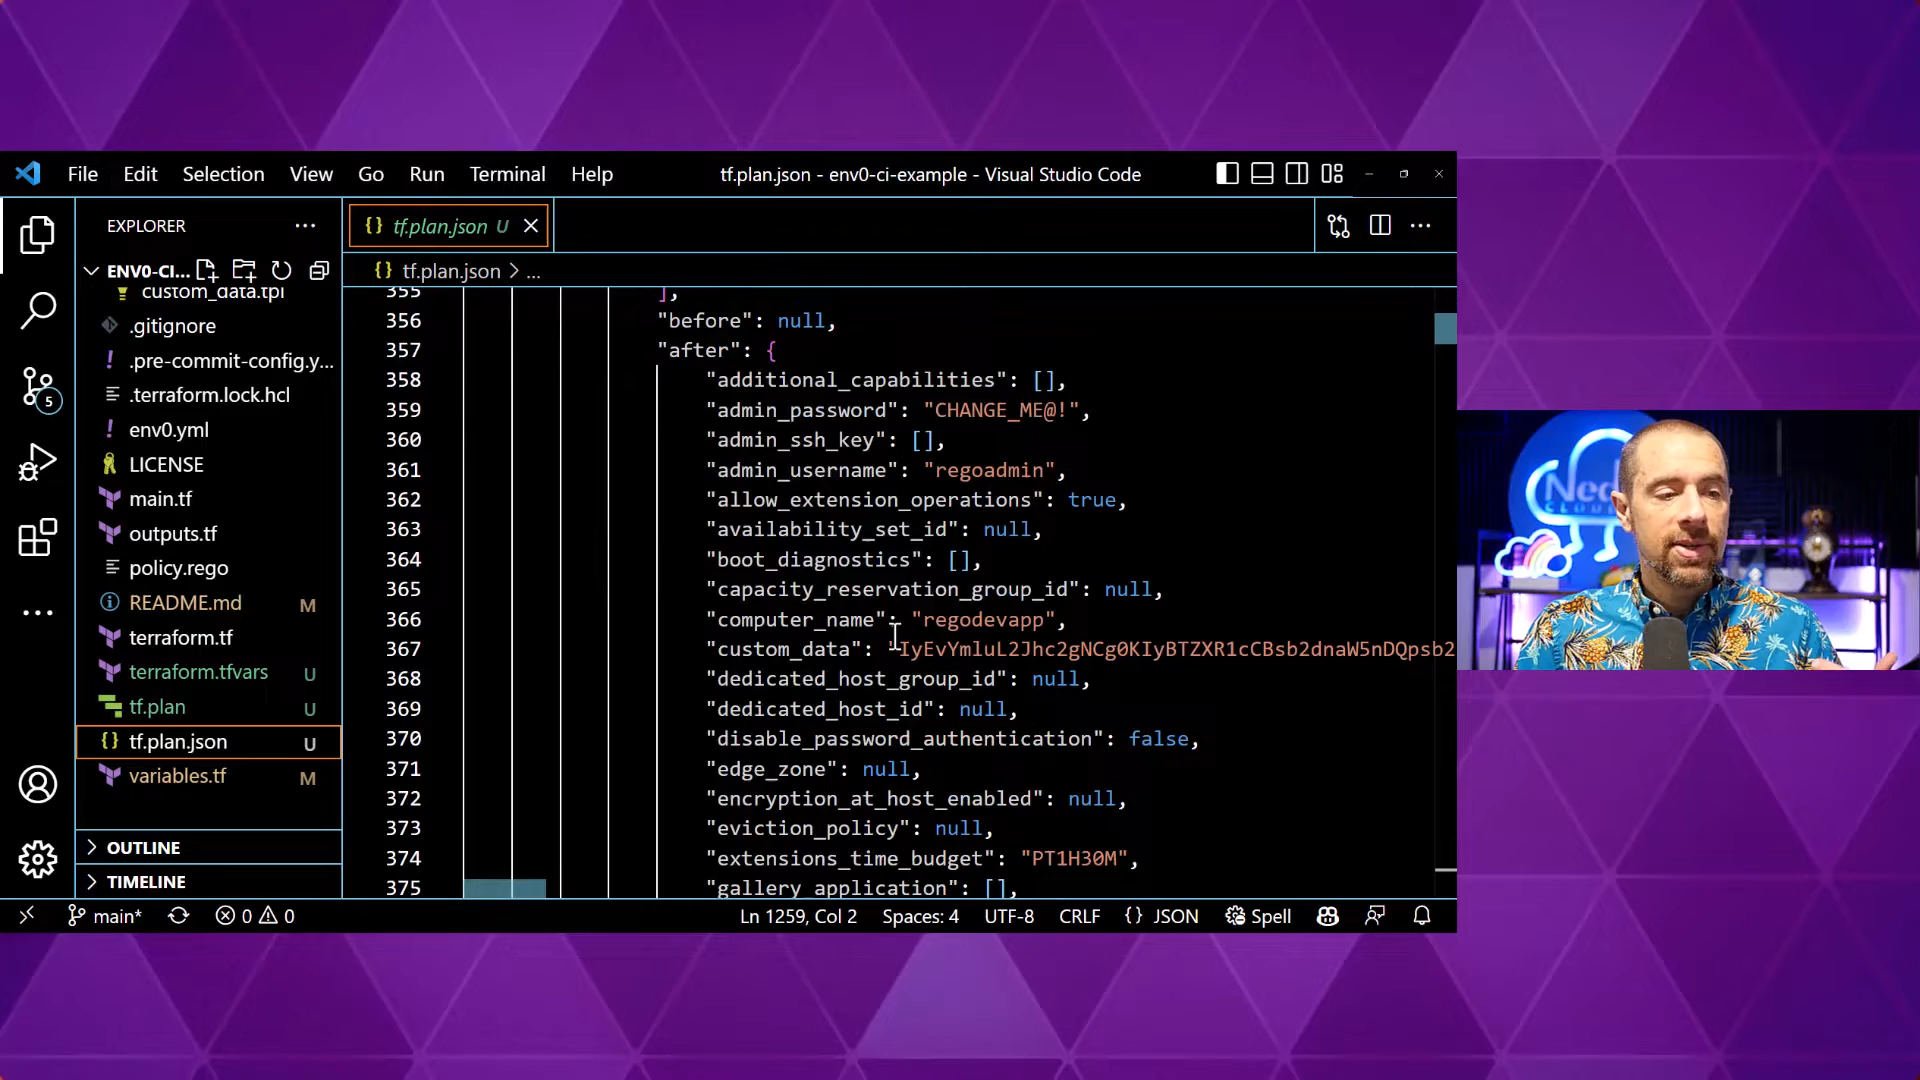 File Edit Selection View Go Run Terminal Help
tf.plan.json - env0-ci-example - Visual Studio Code
EXPLORER
ENV0-CI...
custom_data.tpl
.gitignore
.pre-commit-config.y...
.terraform.lock.hcl
env0.yml
LICENSE
main.tf
outputs.tf
policy.rego
README.md M
terraform.tf
terraform.tfvars U
tf.plan U
tf.plan.json U
variables.tf M
OUTLINE
TIMELINE
5
{} tf.plan.json U
{} tf.plan.json > ...
355 ],
356 "before": null,
357 "after": {
358 "additional_capabilities": [],
359 "admin_password": "CHANGE_ME@!",
360 "admin_ssh_key": [],
361 "admin_username": "regoadmin",
362 "allow_extension_operations": true,
363 "availability_set_id": null,
364 "boot_diagnostics": [],
365 "capacity_reservation_group_id": null,
366 "computer_name": "regodevapp",
367 "custom_data": "IyEvYmluL2Jhc2gNCg0KIyBTZXR1cCBsb2dnaW5nDQpsb2
368 "dedicated_host_group_id": null,
369 "dedicated_host_id": null,
370 "disable_password_authentication": false,
371 "edge_zone": null,
372 "encryption_at_host_enabled": null,
373 "eviction_policy": null,
374 "extensions_time_budget": "PT1H30M",
375 "gallery_application": [],
main* 0 0 Ln 1259, Col 2 Spaces: 4 UTF-8 CRLF {} JSON Spell
Ned
CLOUD